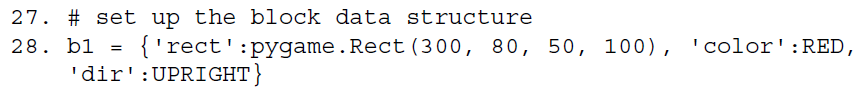 27. # set up the block data structure
28. b1 = {'rect':pygame.Rect(300, 80, 50, 100), 'color':RED,
'dir':UPRIGHT}